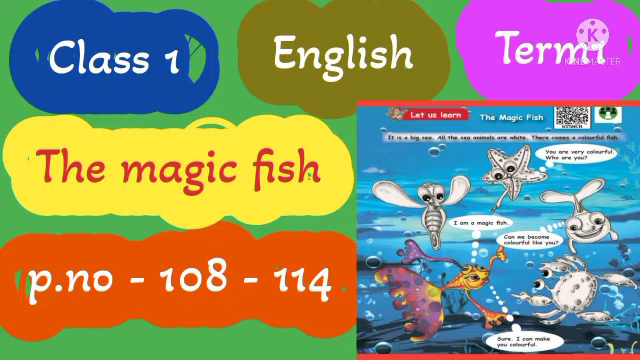 Class 1
English
Term1
KINEMASTER
The magic fish
p.no - 108 - 114
Let us learn
The Magic Fish
It is a big sea. All the sea animals are white. There comes a colourful fish.
You are very colourful.
Who are you?
I am a magic fish.
Can we become
colourful like you?
Sure. I can make
you colourful.